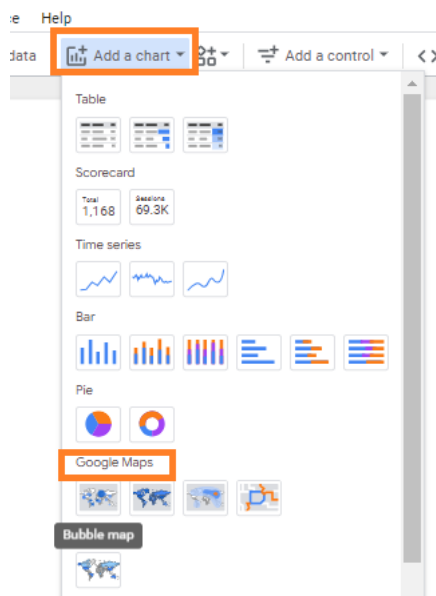 ce Help
data Add a chart Add a control
Table
Scorecard
Total
1,168
Sessions
69.3K
Time series
Bar
Pie
Google Maps
Bubble map